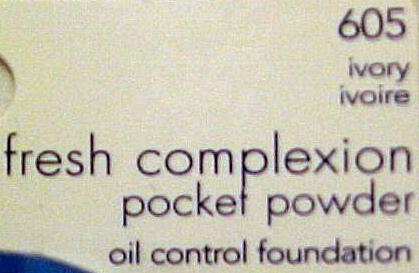 605
ivory
ivoire
fresh complexion
pocket powder
oil control foundation